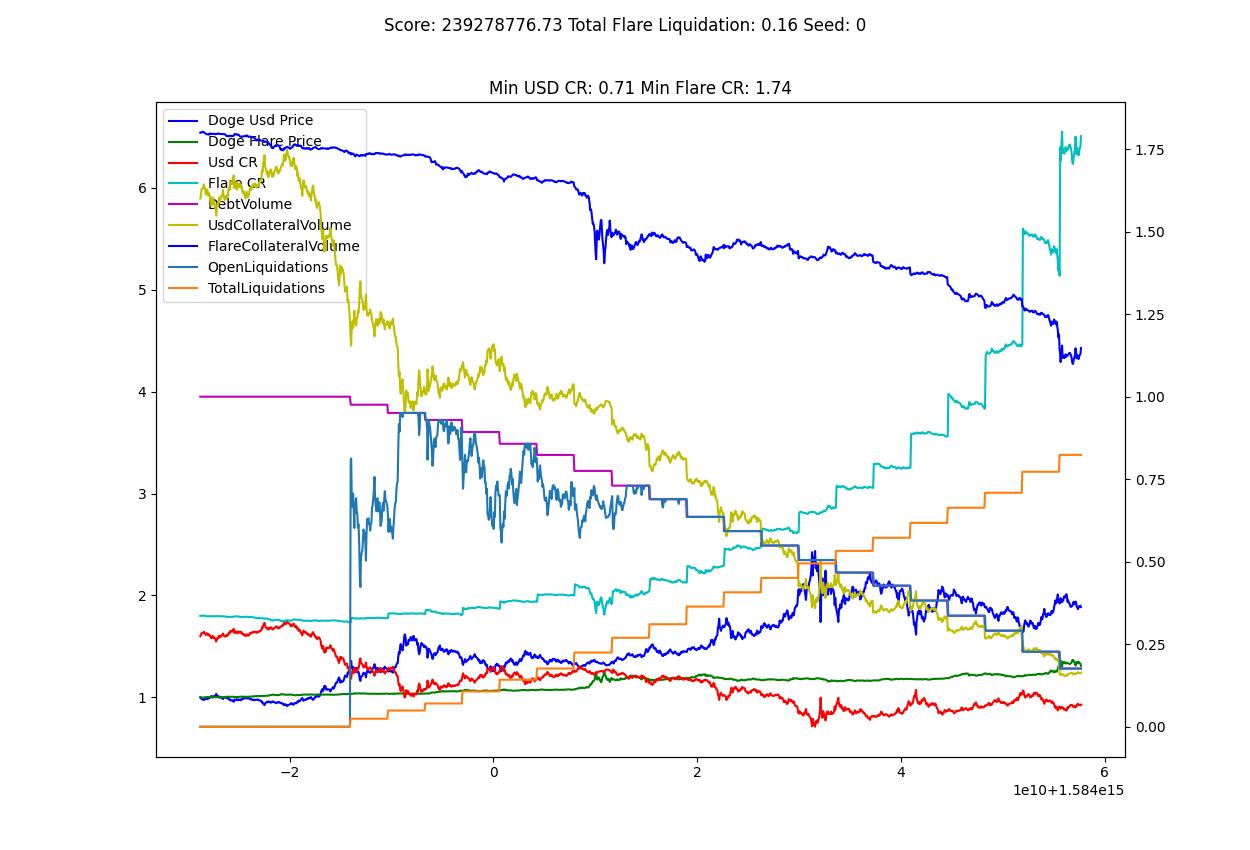 Score: 239278776.73 Total Flare Liquidation: 0.16 Seed: 0
Min USD CR: 0.71 Min Flare CR: 1.74
Doge Usd Price
Doge Flare Price
Usd CR
Flare CR
DebtVolume
UsdCollateralVolume
FlareCollateralVolume
OpenLiquidations
TotalLiquidations
6
5
4
3
2
1
1.75
1.50
1.25
1.00
0.75
0.50
0.25
0.00
−2 0 2 4 6
1e10+1.584e15